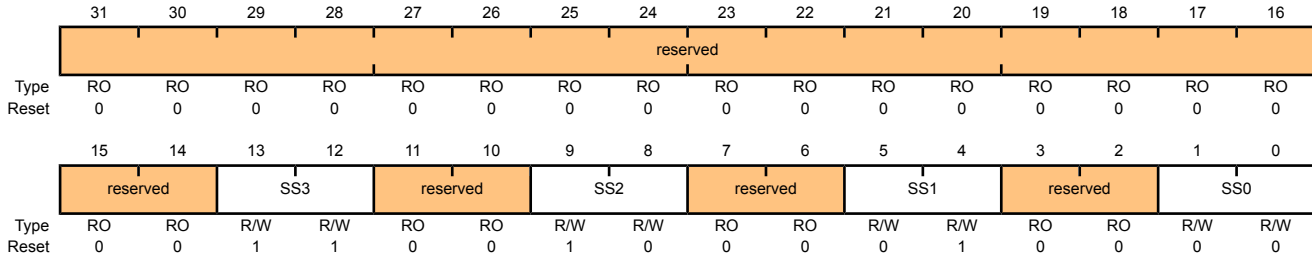 31 30 29 28 27 26 25 24 23 22 21 20 19 18 17 16
reserved
Type RO RO RO RO RO RO RO RO RO RO RO RO RO RO RO RO
Reset 0 0 0 0 0 0 0 0 0 0 0 0 0 0 0 0
15 14 13 12 11 10 9 8 7 6 5 4 3 2 1 0
reserved SS3 reserved SS2 reserved SS1 reserved SS0
Type RO RO R/W R/W RO RO R/W R/W RO RO R/W R/W RO RO R/W R/W
Reset 0 0 1 1 0 0 1 0 0 0 0 1 0 0 0 0